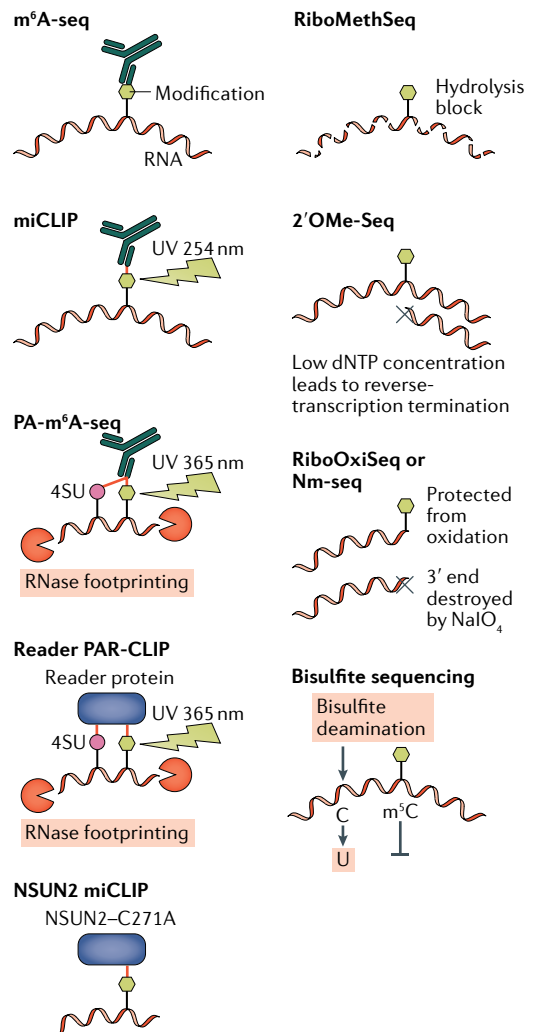 m⁶A-seq
Modification
RNA
miCLIP
UV 254 nm
PA-m⁶A-seq
UV 365 nm
4SU
RNase footprinting
Reader PAR-CLIP
Reader protein
UV 365 nm
4SU
RNase footprinting
NSUN2 miCLIP
NSUN2–C271A
RiboMethSeq
Hydrolysis
block
2′OMe-Seq
Low dNTP concentration
leads to reverse-
transcription termination
RiboOxiSeq or
Nm-seq
Protected
from
oxidation
3′ end
destroyed
by NaIO₄
Bisulfite sequencing
Bisulfite
deamination
C
m⁵C
U